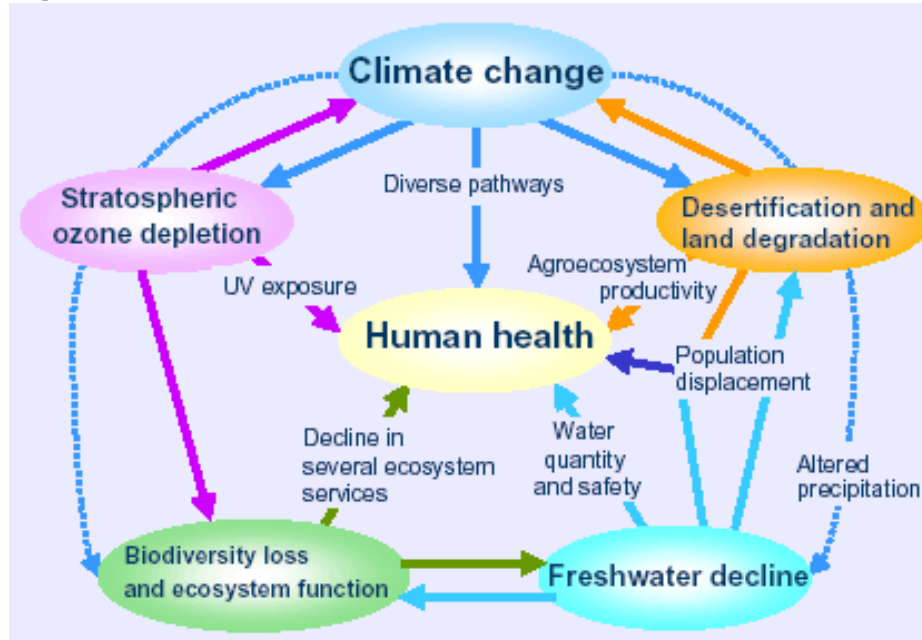 Climate change
Diverse pathways
Stratospheric
ozone depletion
Desertification and
land degradation
UV exposure
Agroecosystem
productivity
Human health
Population
displacement
Decline in
several ecosystem
services
Water
quantity
and safety
Altered
precipitation
Biodiversity loss
and ecosystem function
Freshwater decline